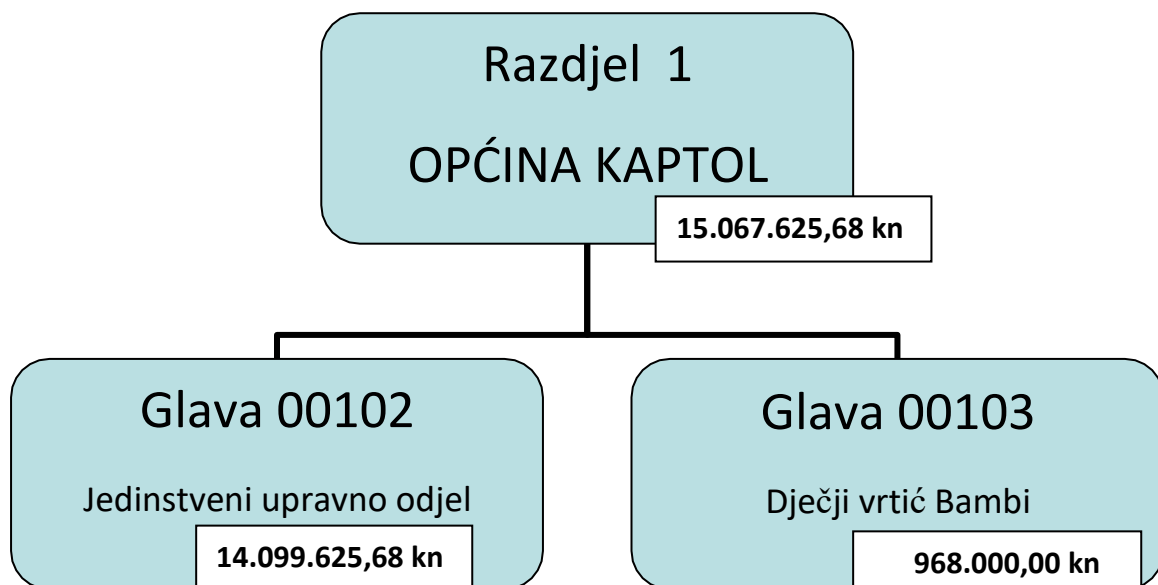 Razdjel 1
OPĆINA KAPTOL
15.067.625,68 kn
Glava 00102
Jedinstveni upravno odjel
14.099.625,68 kn
Glava 00103
Dječji vrtić Bambi
968.000,00 kn